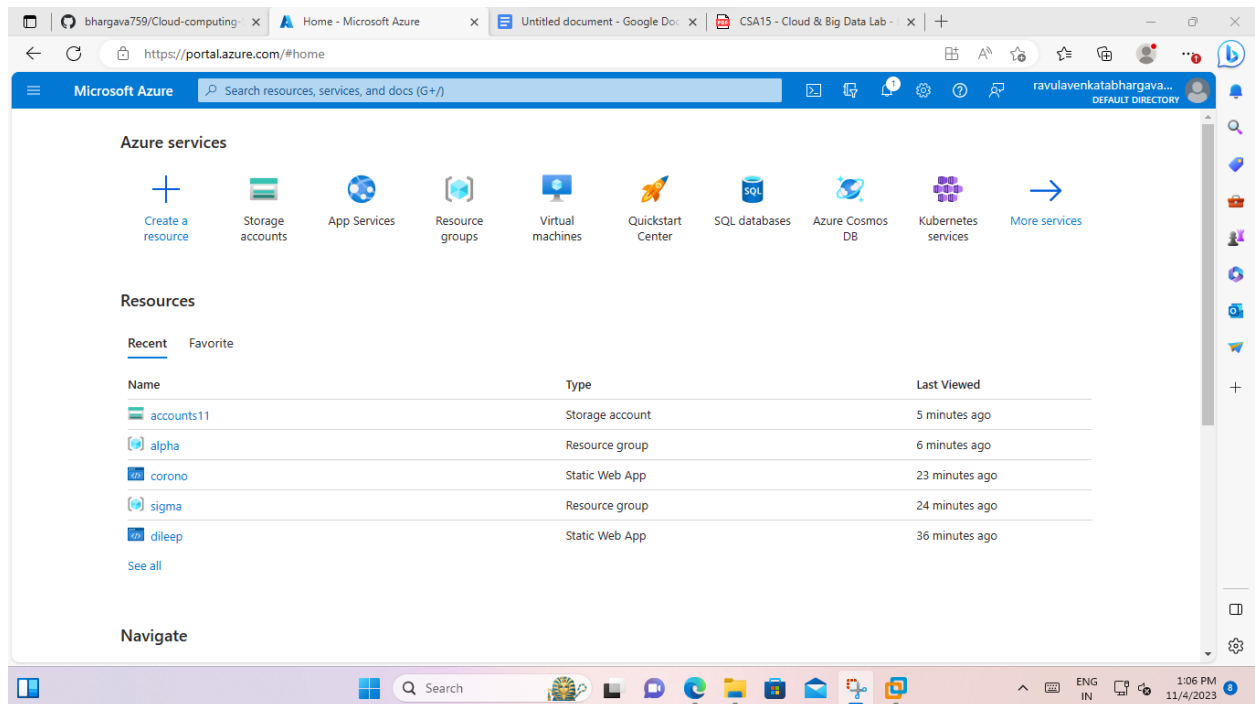 bhargava759/Cloud-computing- Home - Microsoft Azure Untitled document - Google Doc CSA15 - Cloud & Big Data Lab -
https://portal.azure.com/#home
Microsoft Azure Search resources, services, and docs (G+/) 1 ravulavenkatabhargava...
DEFAULT DIRECTORY
Azure services
SQL
Create a resource
Storage accounts
App Services
Resource groups
Virtual machines
Quickstart Center
SQL databases
Azure Cosmos DB
Kubernetes services
More services
Resources
Recent Favorite
Name Type Last Viewed
accounts11 Storage account 5 minutes ago
alpha Resource group 6 minutes ago
corono Static Web App 23 minutes ago
sigma Resource group 24 minutes ago
dileep Static Web App 36 minutes ago
See all
Navigate
Search
ENG
IN
1:06 PM
11/4/2023
8